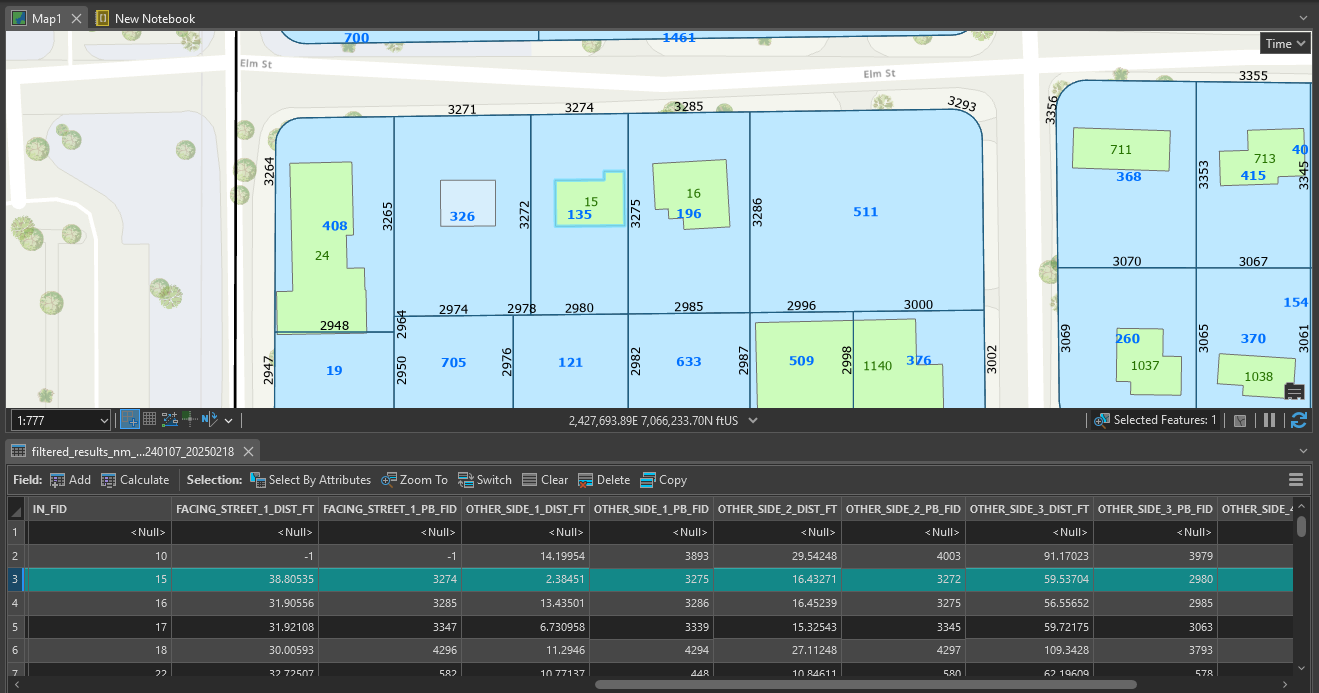 Map1 New Notebook
700 1461
Time
Elm St
Elm St
3355
3271 3274 3285 3293 3356
711 713 40
3264 368 415 3353 3345
15 16
3265 326 3272 135 3275 196 3286 511
408
24
3070 3067
2974 2978 2980 2985 2996 3000 154
2948 2964
3069 260 3065 370 3061
2947 19 2950 705 2976 121 2982 633 2987 509 2998 1140 376 3002
1037 1038
1:777 2,427,693.89E 7,066,233.70N ftUS Selected Features: 1
filtered_results_nm_...240107_20250218
Field: Add Calculate Selection: Select By Attributes Zoom To Switch Clear Delete Copy
IN_FID FACING_STREET_1_DIST_FT FACING_STREET_1_PB_FID OTHER_SIDE_1_DIST_FT OTHER_SIDE_1_PB_FID OTHER_SIDE_2_DIST_FT OTHER_SIDE_2_PB_FID OTHER_SIDE_3_DIST_FT OTHER_SIDE_3_PB_FID OTHER_SIDE_4
1 <Null> <Null> <Null> <Null> <Null> <Null> <Null> <Null> <Null>
2 10 -1 -1 14.19954 3893 29.54248 4003 91.17023 3979
3 15 38.80535 3274 2.38451 3275 16.43271 3272 59.53704 2980
4 16 31.90556 3285 13.43501 3286 16.45239 3275 56.55652 2985
5 17 31.92108 3347 6.730958 3339 15.32543 3345 59.72175 3063
6 18 30.00593 4296 11.2946 4294 27.11248 4297 109.3428 3793
7 22 32.72507 582 10.77137 448 10.84611 580 62.19609 578